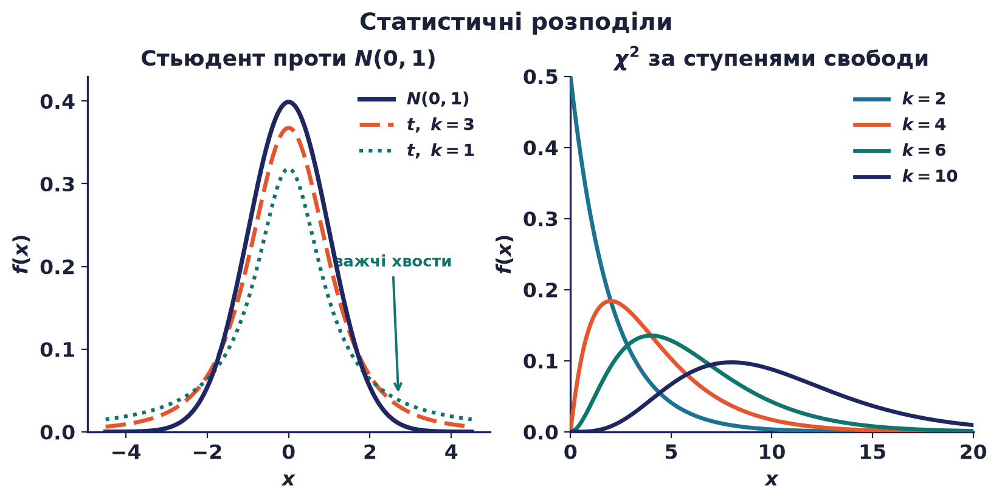 Статистичні розподіли
Стьюдент проти N(0, 1)
f(x)
0.4
0.3
0.2
0.1
0.0
−4 −2 0 2 4
x
N(0, 1)
t, k = 3
t, k = 1
важчі хвости
χ² за ступенями свободи
f(x)
0.5
0.4
0.3
0.2
0.1
0.0
0 5 10 15 20
x
k = 2
k = 4
k = 6
k = 10